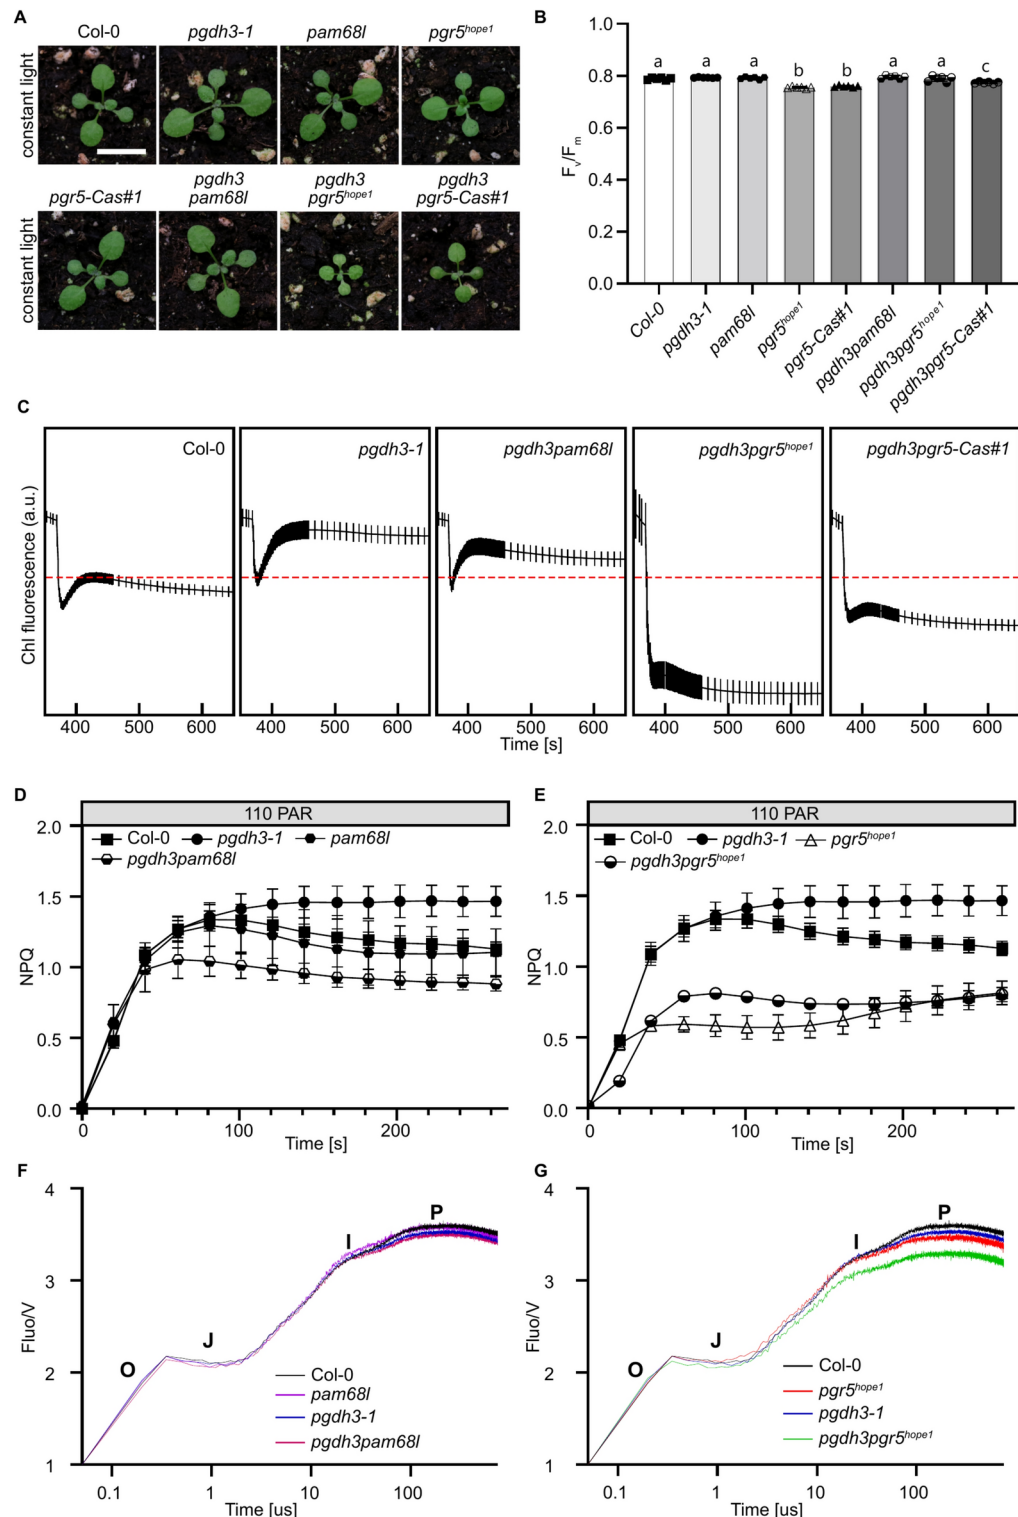 A
Col-0 pgdh3-1 pam68l pgr5hope1
constant light
pgr5-Cas#1 pgdh3 pam68l pgdh3 pgr5hope1 pgdh3 pgr5-Cas#1
constant light
B
Fv/Fm
1.0
0.8
0.6
0.4
0.2
0.0
a a a b b a a c
Col-0 pgdh3-1 pam68l pgr5hope1 pgr5-Cas#1 pgdh3pam68l pgdh3pgr5hope1 pgdh3pgr5-Cas#1
C
Chl fluorescence (a.u.)
Col-0 pgdh3-1 pgdh3pam68l pgdh3pgr5hope1 pgdh3pgr5-Cas#1
400 500 600 400 500 600 400 500 600 400 500 600 400 500 600
Time [s]
D
110 PAR
Col-0 pgdh3-1 pam68l
pgdh3pam68l
NPQ
2.0
1.5
1.0
0.5
0.0
0 100 200
Time [s]
E
110 PAR
Col-0 pgdh3-1 pgr5hope1
pgdh3pgr5hope1
NPQ
2.0
1.5
1.0
0.5
0.0
0 100 200
Time [s]
F
Fluo/V
4
3
2
1
O J I P
Col-0
pam68l
pgdh3-1
pgdh3pam68l
0.1 1 10 100
Time [us]
G
Fluo/V
4
3
2
1
O J I P
Col-0
pgr5hope1
pgdh3-1
pgdh3pgr5hope1
0.1 1 10 100
Time [us]